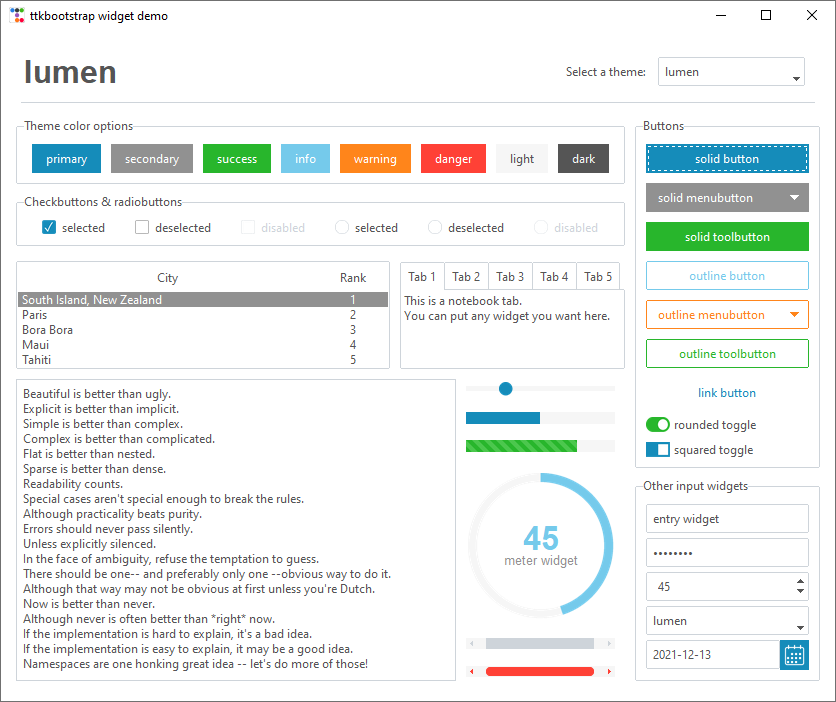 ttkbootstrap widget demo
lumen
Select a theme: lumen
Theme color options
primary secondary success info warning danger light dark
Checkbuttons & radiobuttons
selected deselected disabled selected deselected disabled
City Rank
South Island, New Zealand 1
Paris 2
Bora Bora 3
Maui 4
Tahiti 5
Tab 1 Tab 2 Tab 3 Tab 4 Tab 5
This is a notebook tab.
You can put any widget you want here.
Beautiful is better than ugly.
Explicit is better than implicit.
Simple is better than complex.
Complex is better than complicated.
Flat is better than nested.
Sparse is better than dense.
Readability counts.
Special cases aren't special enough to break the rules.
Although practicality beats purity.
Errors should never pass silently.
Unless explicitly silenced.
In the face of ambiguity, refuse the temptation to guess.
There should be one-- and preferably only one --obvious way to do it.
Although that way may not be obvious at first unless you're Dutch.
Now is better than never.
Although never is often better than *right* now.
If the implementation is hard to explain, it's a bad idea.
If the implementation is easy to explain, it may be a good idea.
Namespaces are one honking great idea -- let's do more of those!
45
meter widget
Buttons
solid button
solid menubutton
solid toolbutton
outline button
outline menubutton
outline toolbutton
link button
rounded toggle
squared toggle
Other input widgets
entry widget
••••••••
45
lumen
2021-12-13